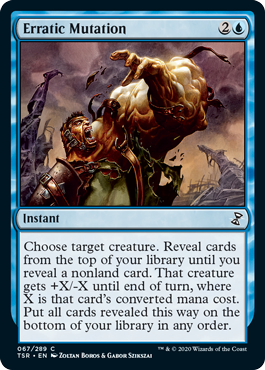 Erratic Mutation 2
Instant
Choose target creature. Reveal cards
from the top of your library until you
reveal a nonland card. That creature
gets +X/-X until end of turn, where
X is that card's converted mana cost.
Put all cards revealed this way on the
bottom of your library in any order.
067/289 C
TSR • EN Zoltan Boros & Gabor Szikszai
™ & © 2020 Wizards of the Coast